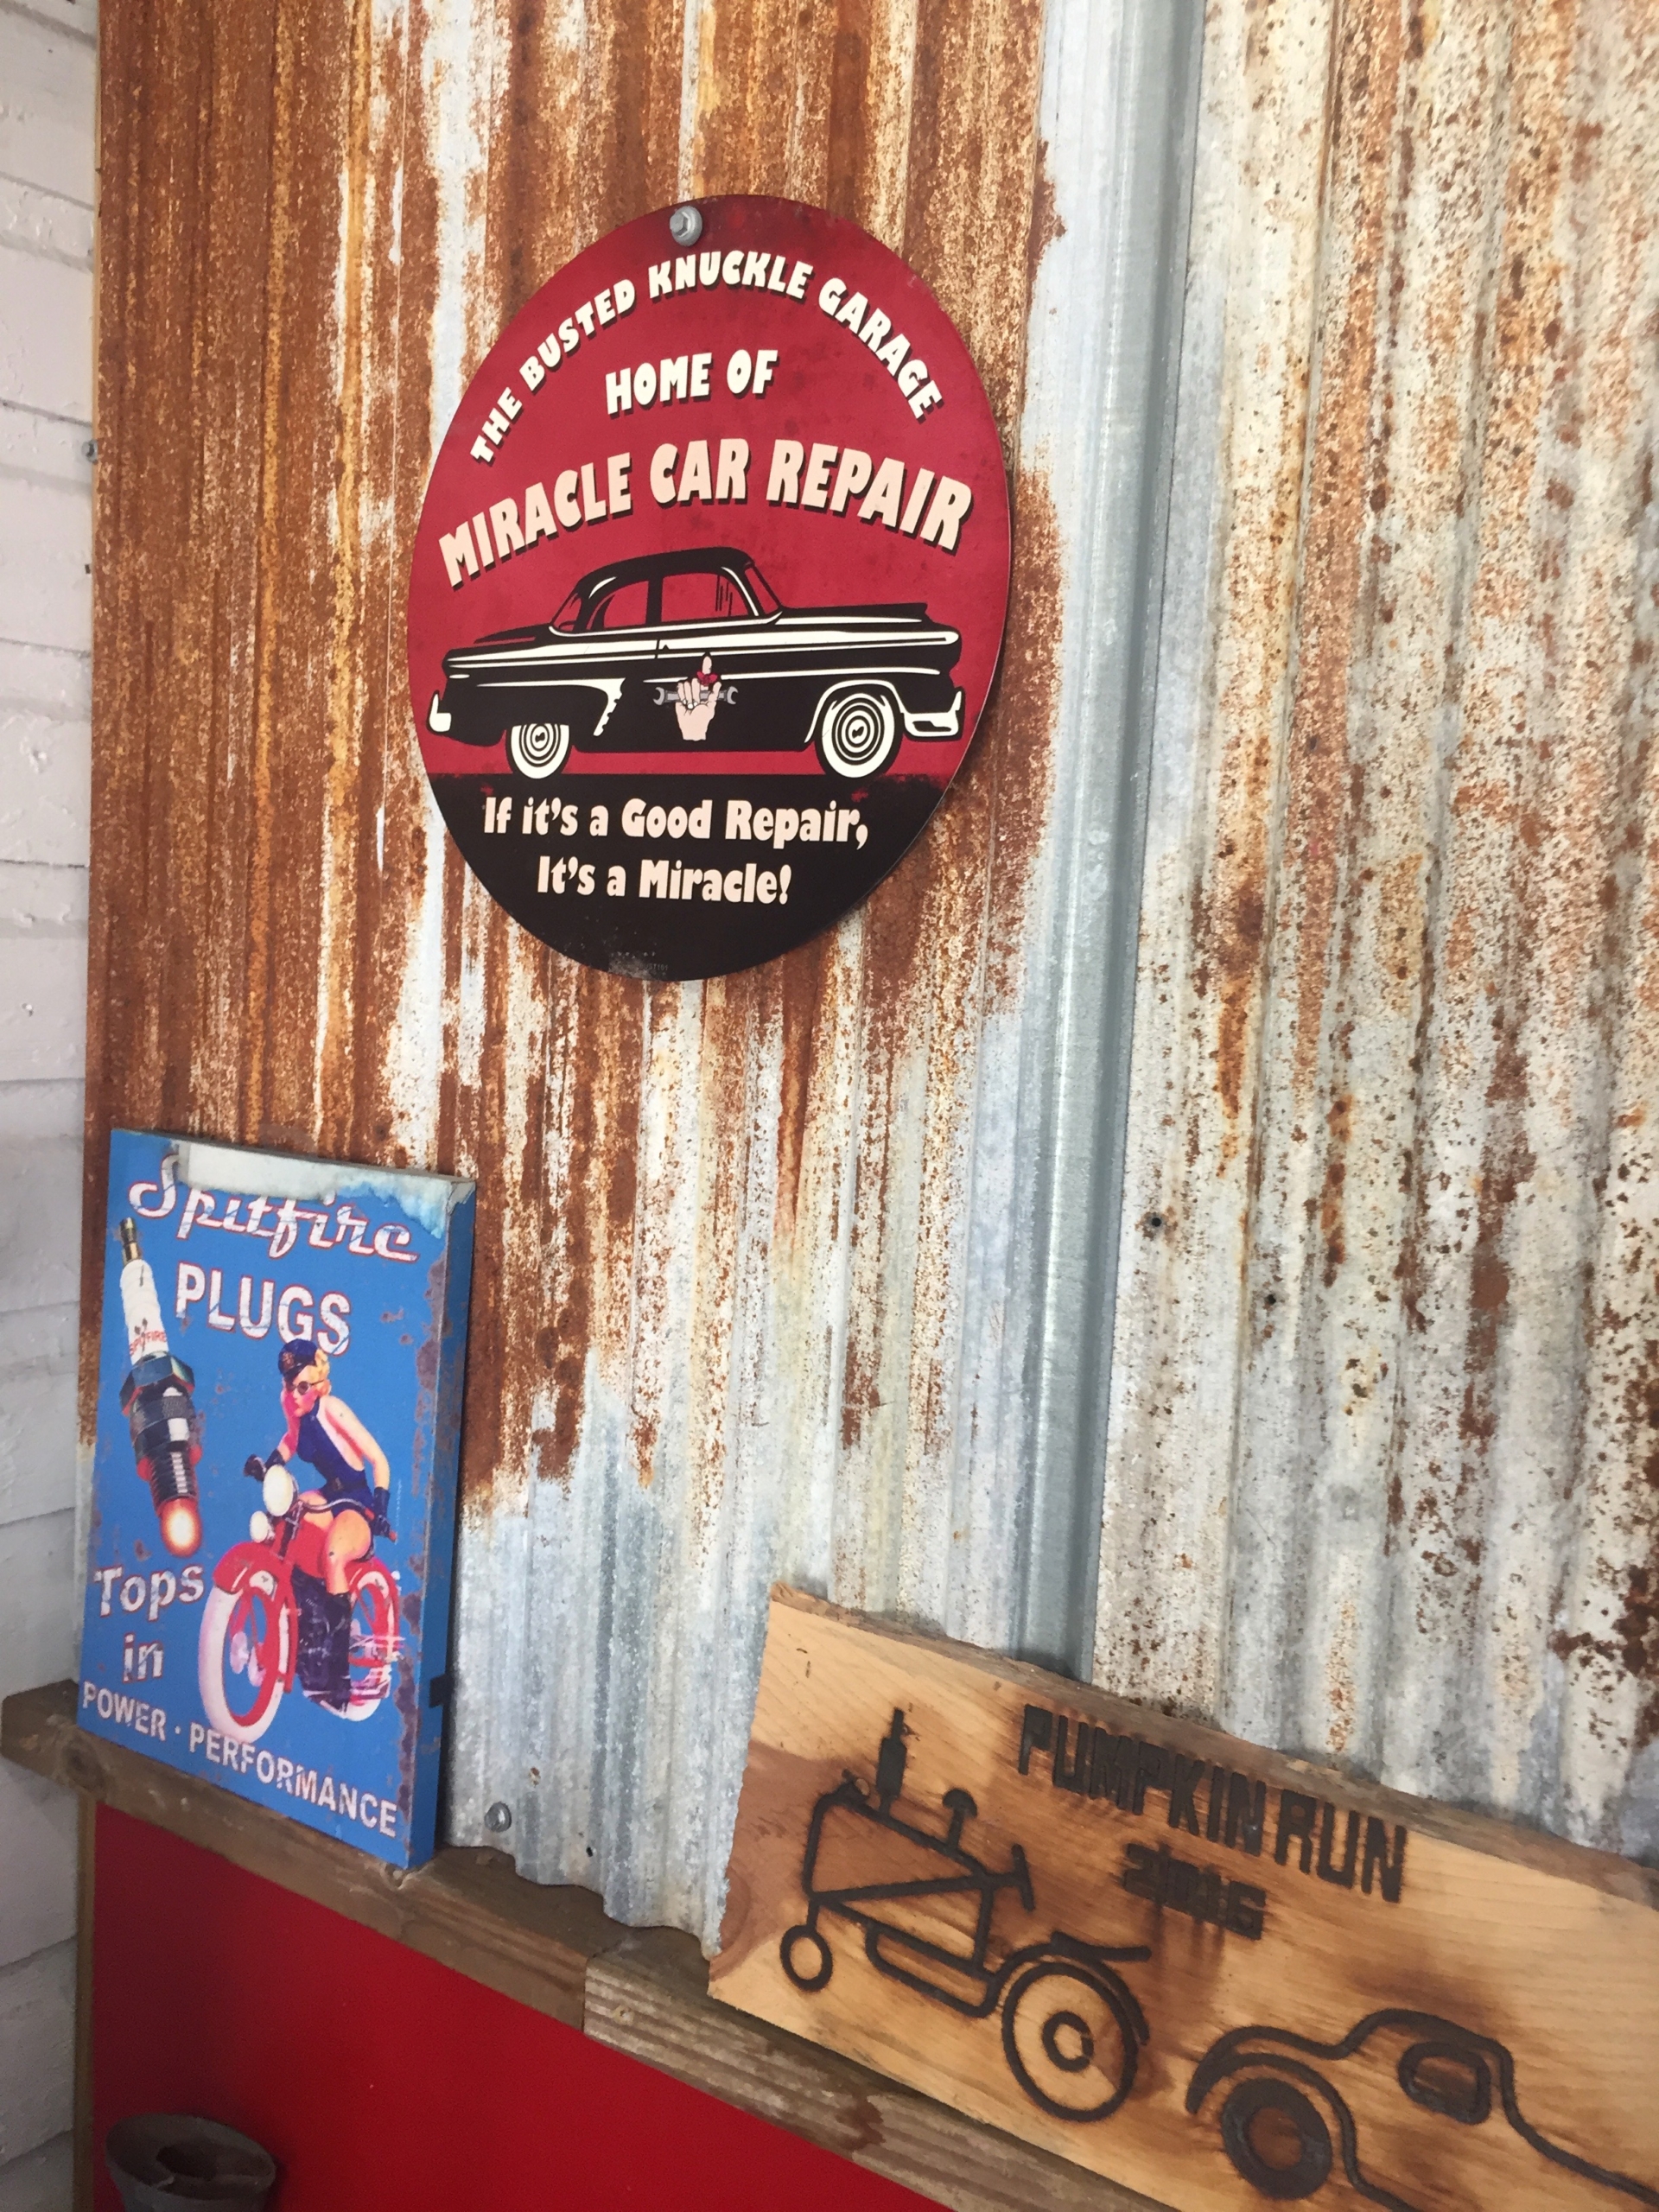 THE BUSTED KNUCKLE GARAGE
HOME OF
MIRACLE CAR REPAIR
If it's a Good Repair,
It's a Miracle!
Spitfire
PLUGS
Tops
in
POWER · PERFORMANCE
PUMPKIN RUN